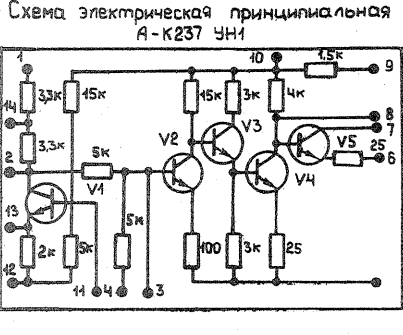 Схема электрическая принципиальная
А-К237 УН1
1 10 1,5к 9
3,3к 15к 15к 3к 4к
14 8
V2 V3 7
3,3к
2 5к V5 25 6
V1 V4
13 5к
2к 5к 100 3к 25
12
11 4 3